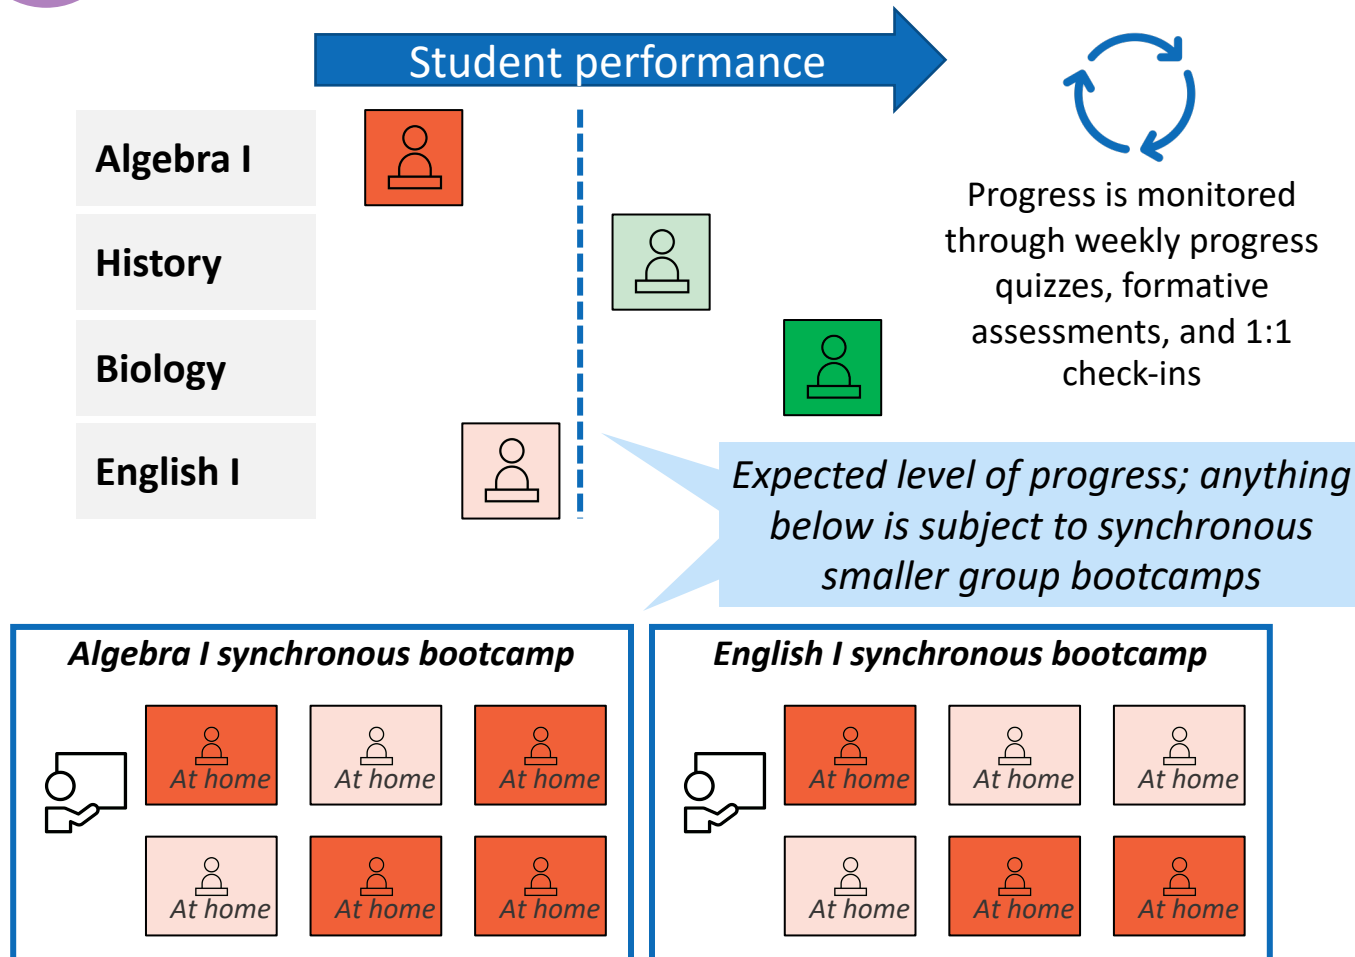 Student performance
Algebra I
History
Biology
English I
Progress is monitored
through weekly progress
quizzes, formative
assessments, and 1:1
check-ins
Expected level of progress; anything
below is subject to synchronous
smaller group bootcamps
Algebra I synchronous bootcamp
At home At home At home
At home At home At home
English I synchronous bootcamp
At home At home At home
At home At home At home